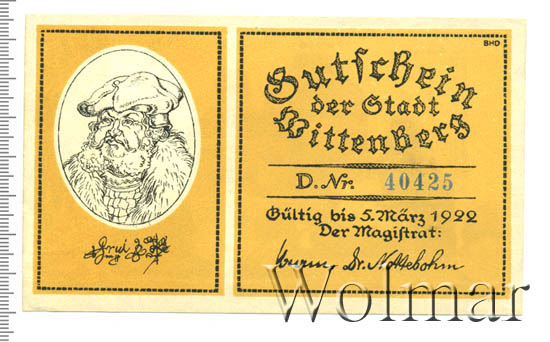 BHD
Gutschein
der Stadt
Wittenberg
D. Nr. 40425
Gültig bis 5. März 1922
Der Magistrat:
Dr. Nottebohm
Wolmar